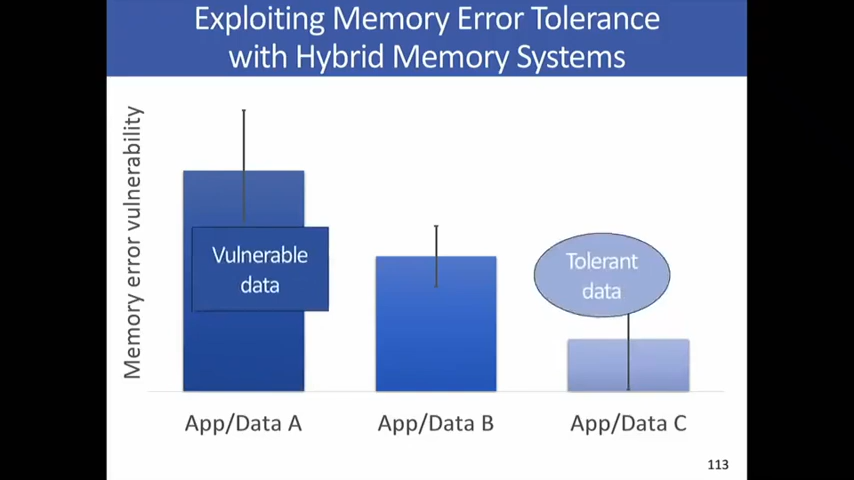 Exploiting Memory Error Tolerance
with Hybrid Memory Systems
Memory error vulnerability
Vulnerable
data
Tolerant
data
App/Data A
App/Data B
App/Data C
113